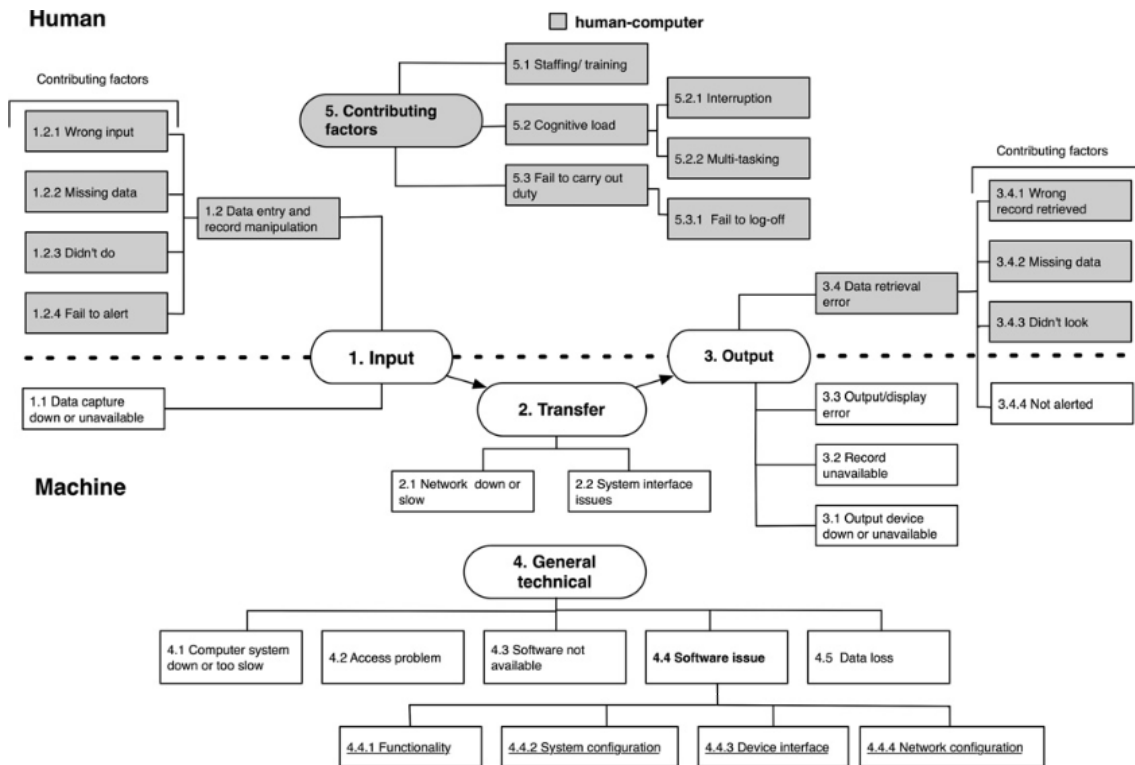 Human
human-computer
Contributing factors
1.2.1 Wrong input
1.2.2 Missing data
1.2.3 Didn't do
1.2.4 Fail to alert
1.2 Data entry and
record manipulation
5. Contributing
factors
5.1 Staffing/ training
5.2 Cognitive load
5.3 Fail to carry out
duty
5.2.1 Interruption
5.2.2 Multi-tasking
5.3.1 Fail to log-off
Contributing factors
3.4.1 Wrong
record retrieved
3.4.2 Missing data
3.4.3 Didn't look
3.4 Data retrieval
error
1. Input
3. Output
1.1 Data capture
down or unavailable
2. Transfer
3.3 Output/display
error
3.4.4 Not alerted
3.2 Record
unavailable
2.1 Network down or
slow
2.2 System interface
issues
Machine
3.1 Output device
down or unavailable
4. General
technical
4.1 Computer system
down or too slow
4.2 Access problem
4.3 Software not
available
4.4 Software issue
4.5 Data loss
4.4.1 Functionality
4.4.2 System configuration
4.4.3 Device interface
4.4.4 Network configuration